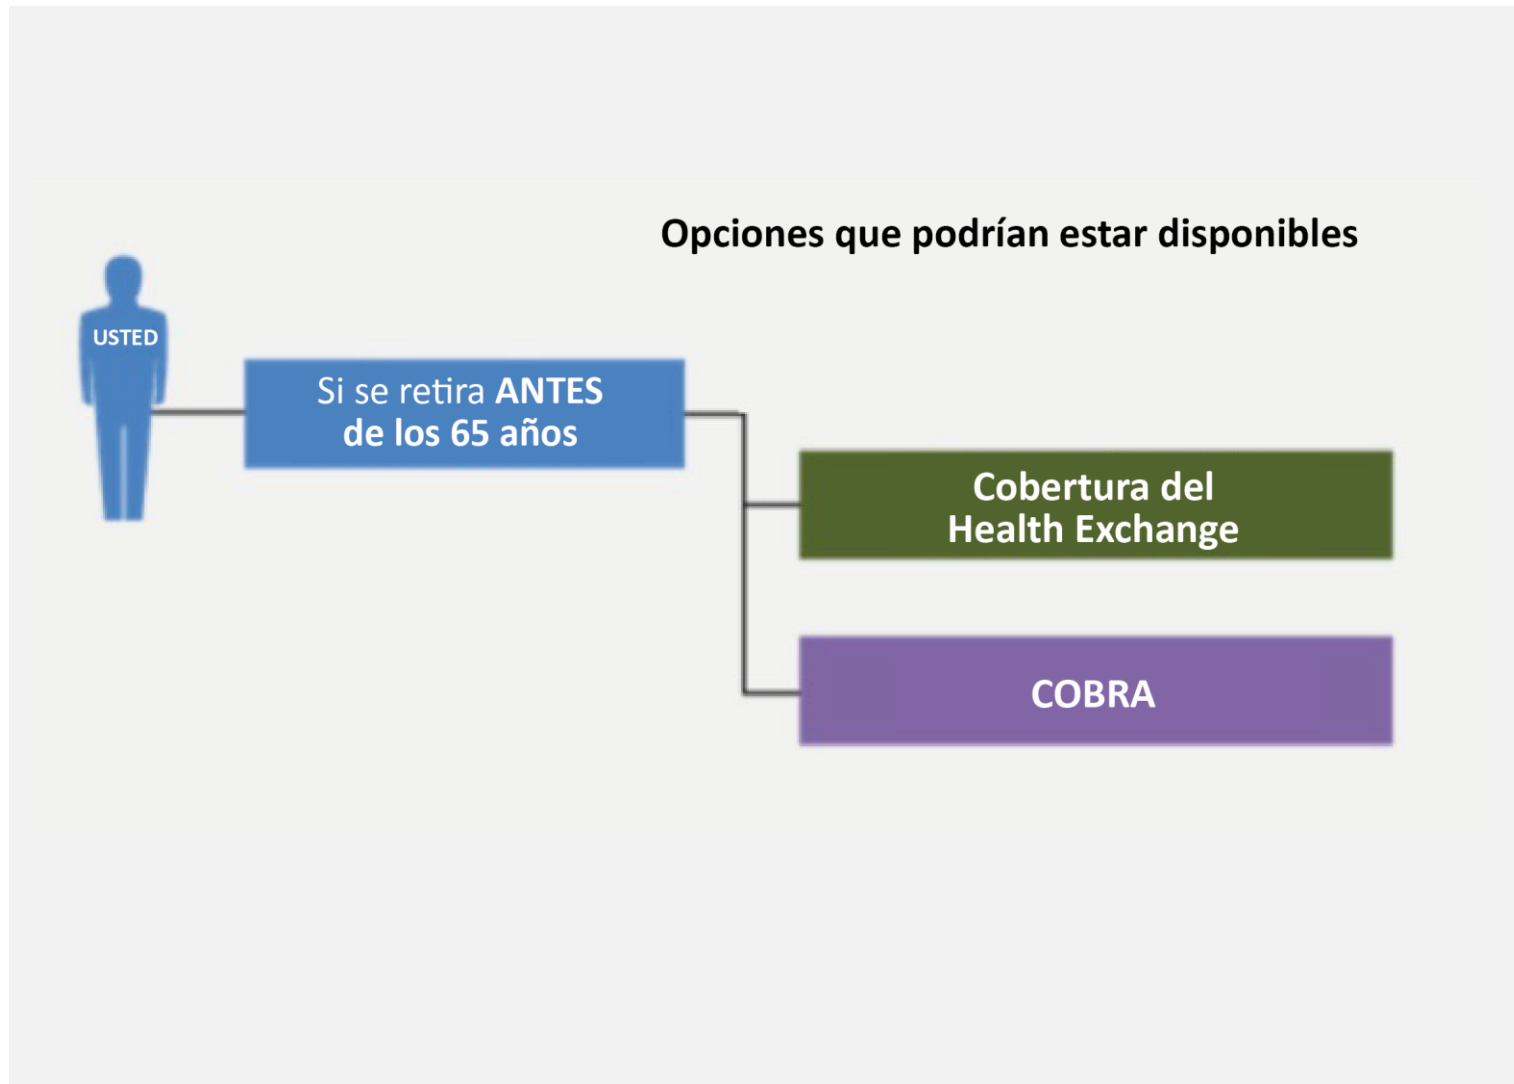 Opciones que podrían estar disponibles
USTED
Si se retira ANTES
de los 65 años
Cobertura del
Health Exchange
COBRA